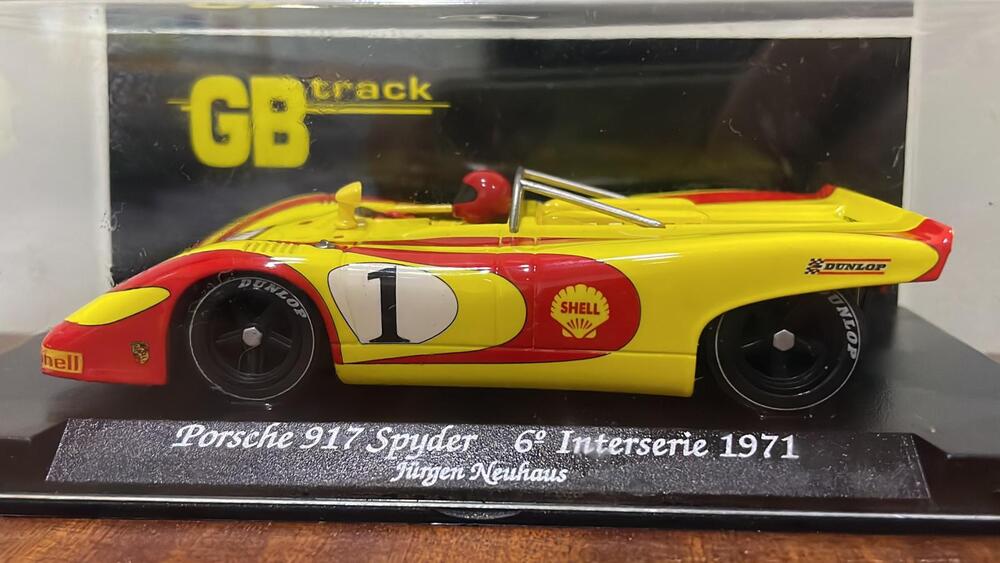 GB track
DUNLOP
1
SHELL
DUNLOP
DUNLOP
hell
Porsche 917 Spyder 6º Interserie 1971
Jürgen Neuhaus